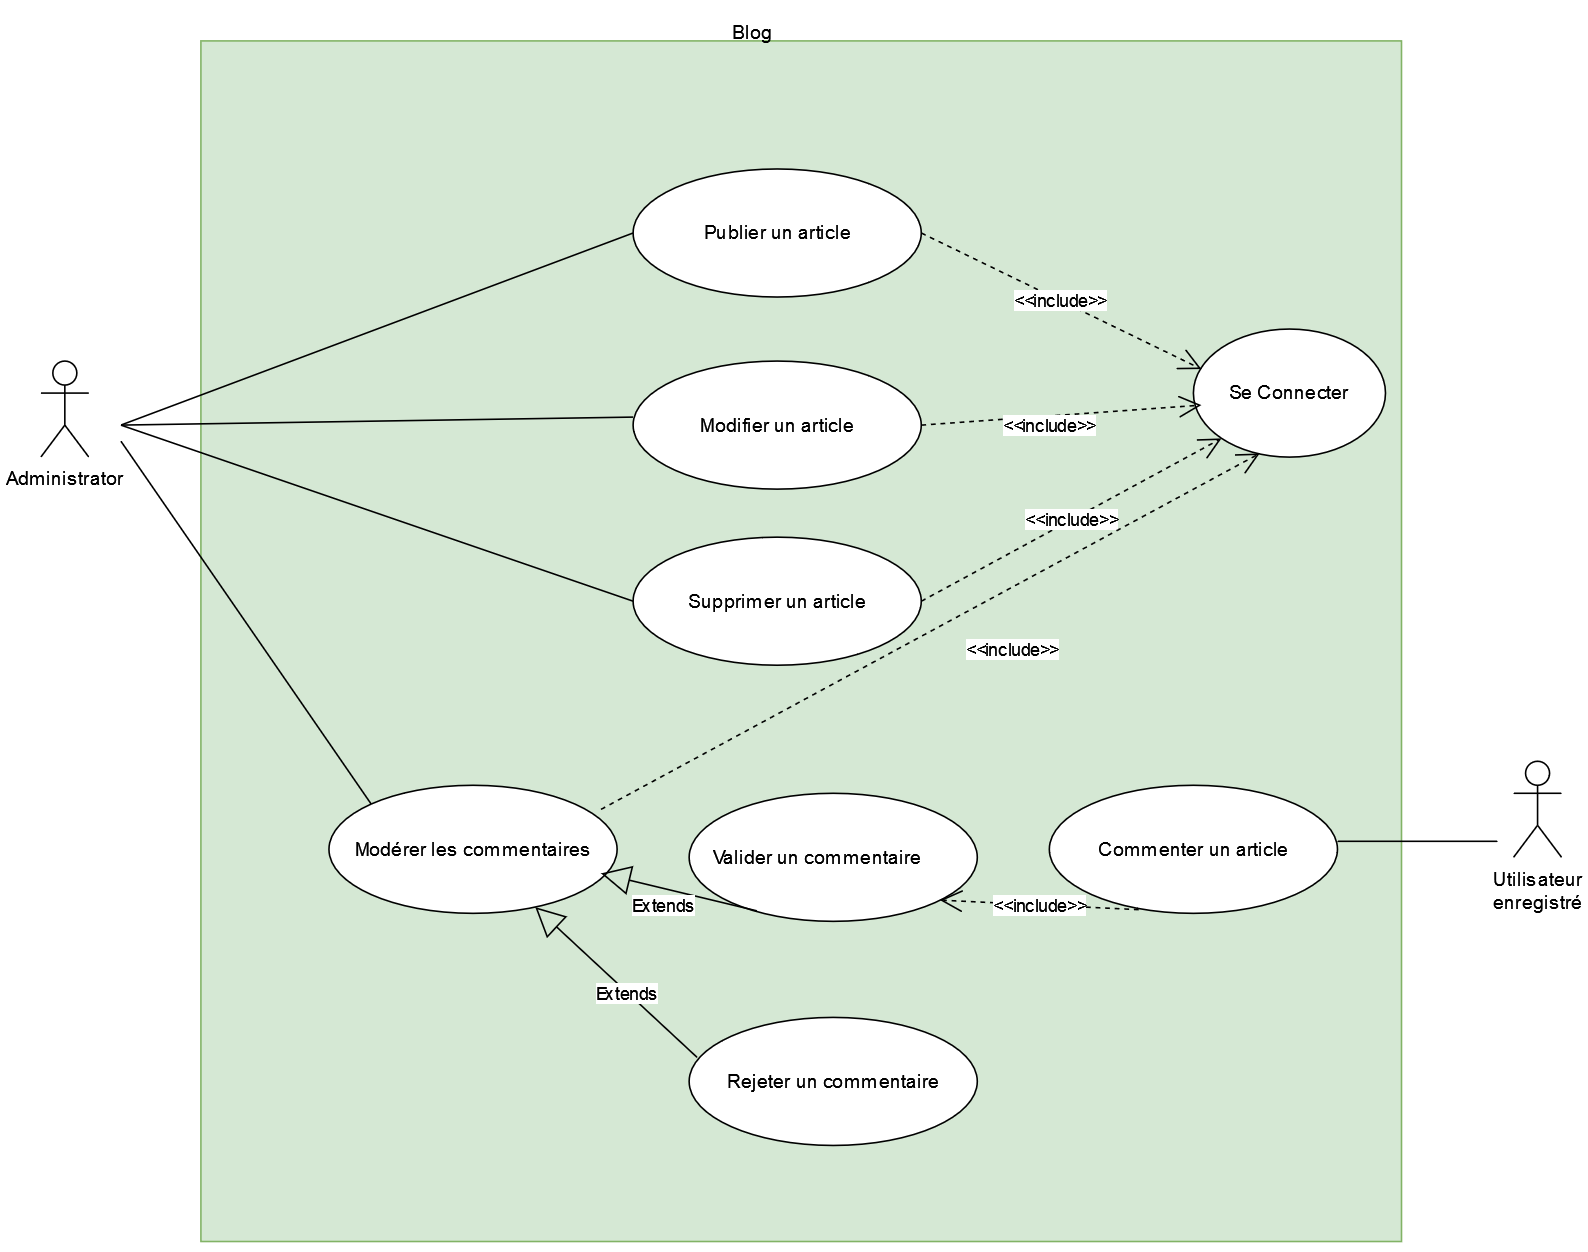 Blog
Publier un article
<<include>>
Se Connecter
Modifier un article
<<include>>
Administrator
<<include>>
Supprimer un article
<<include>>
Modérer les commentaires
Valider un commentaire
Commenter un article
Utilisateur
enregistré
Extends
<<include>>
Extends
Rejeter un commentaire